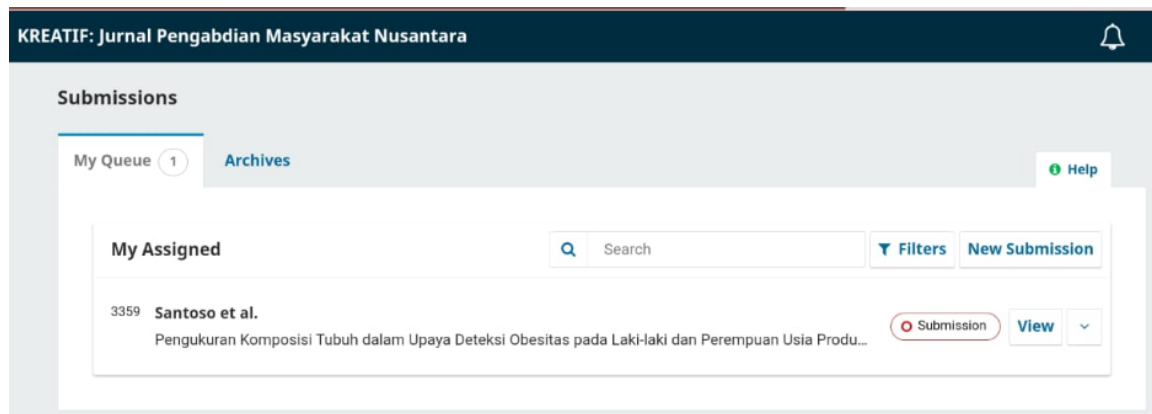 KREATIF: Jurnal Pengabdian Masyarakat Nusantara
Submissions
My Queue 1 Archives
Help
My Assigned Search Filters New Submission
3359 Santoso et al.
Pengukuran Komposisi Tubuh dalam Upaya Deteksi Obesitas pada Laki-laki dan Perempuan Usia Produ...
Submission View